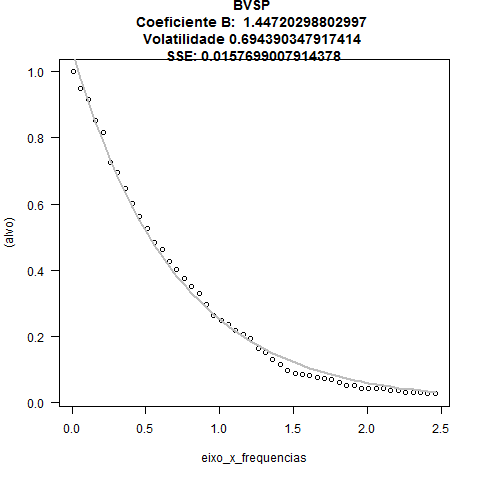 BVSP
Coeficiente B:  1.44720298802997
Volatilidade 0.694390347917414
SSE: 0.0157699007914378
1.0
0.8
0.6
0.4
0.2
0.0
(alvo)
0.0 0.5 1.0 1.5 2.0 2.5
eixo_x_frequencias